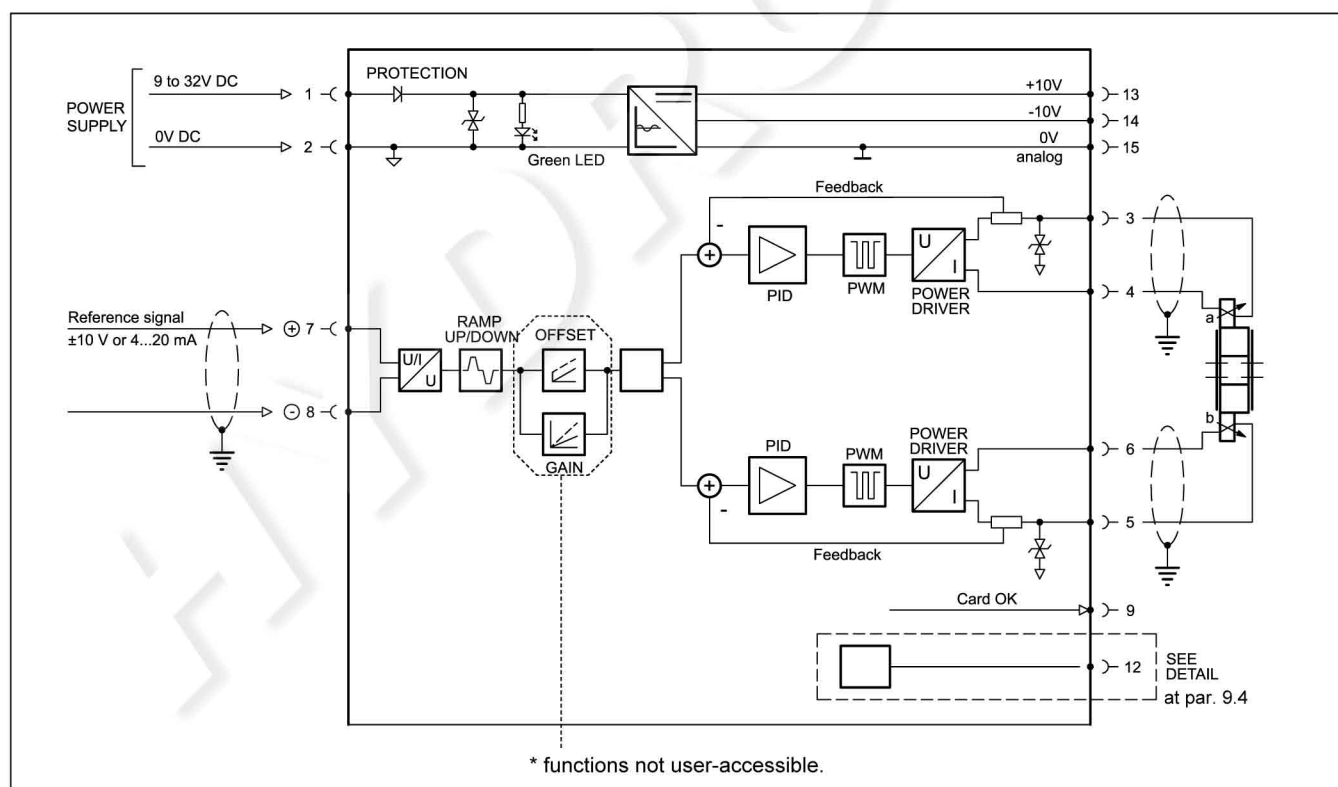 POWER
SUPPLY
9 to 32V DC
1
0V DC
2
PROTECTION
Green LED
+10V
13
-10V
14
0V
analog
15
Reference signal
±10 V or 4...20 mA
+ 7
- 8
U/I
U
RAMP
UP/DOWN
OFFSET
GAIN
Feedback
-
+
PID
PWM
U
I
POWER
DRIVER
3
4
a
b
+
-
PID
PWM
POWER
DRIVER
U
I
6
5
Feedback
Card OK
9
12
SEE
DETAIL
at par. 9.4
* functions not user-accessible.
HYDRO